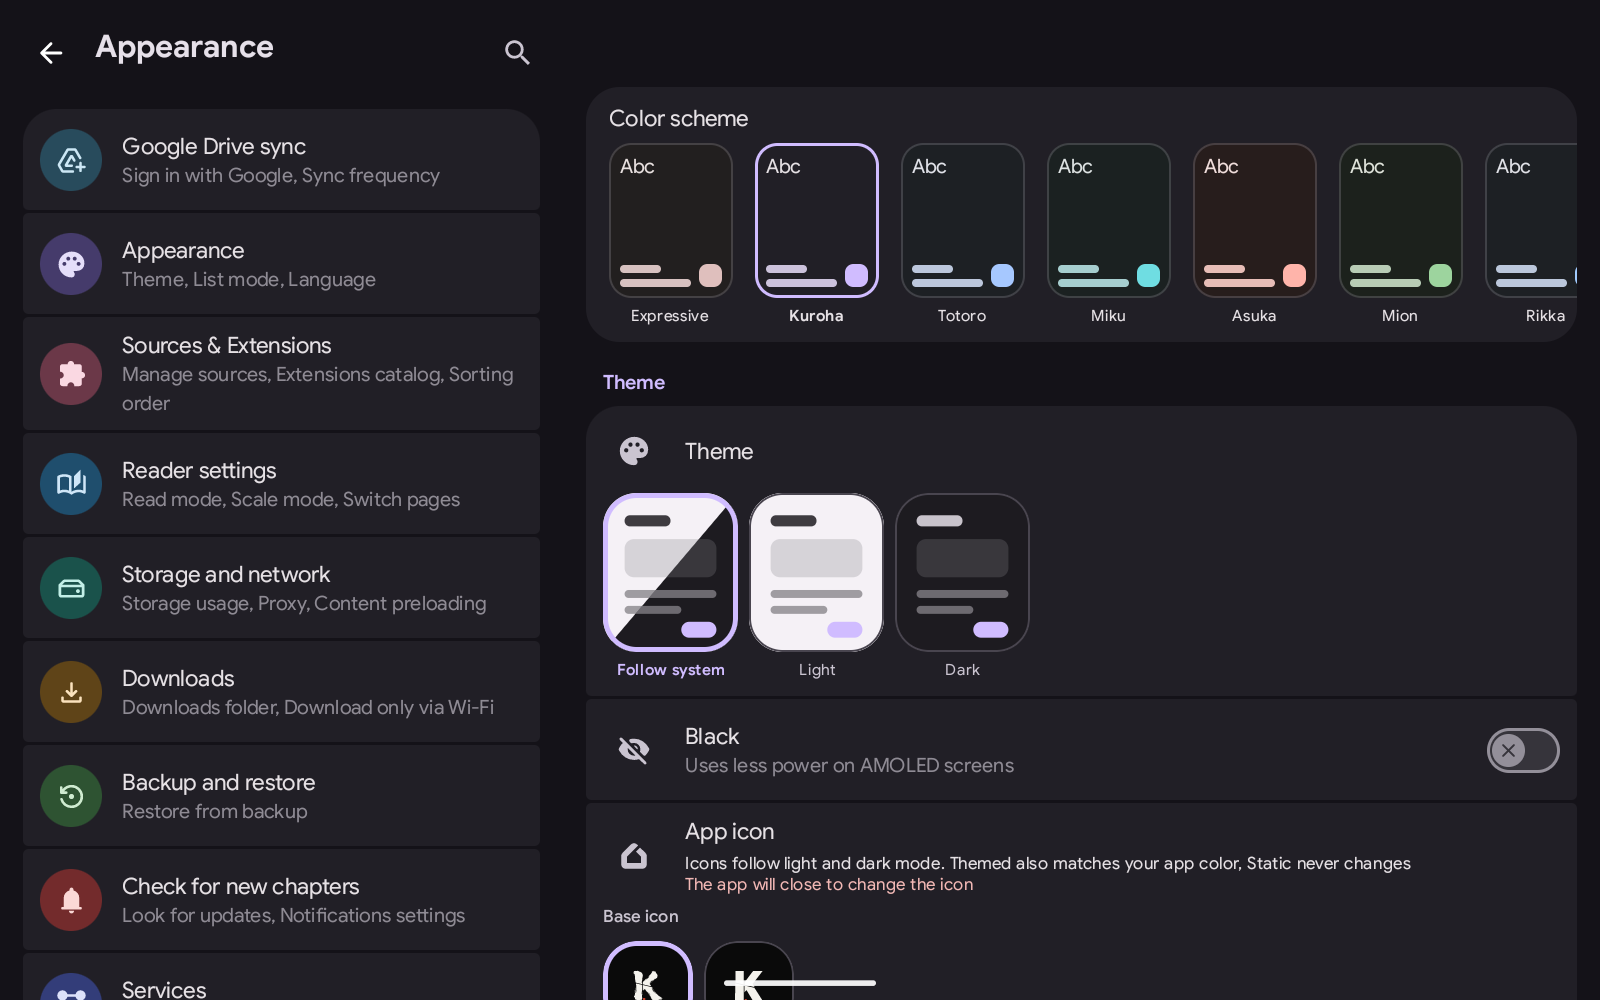 Appearance
Google Drive sync
Sign in with Google, Sync frequency
Appearance
Theme, List mode, Language
Sources & Extensions
Manage sources, Extensions catalog, Sorting
order
Reader settings
Read mode, Scale mode, Switch pages
Storage and network
Storage usage, Proxy, Content preloading
Downloads
Downloads folder, Download only via Wi-Fi
Backup and restore
Restore from backup
Check for new chapters
Look for updates, Notifications settings
Services
Color scheme
Abc Abc Abc Abc Abc Abc Abc
Expressive Kuroha Totoro Miku Asuka Mion Rikka
Theme
Theme
Follow system Light Dark
Black
Uses less power on AMOLED screens
App icon
Icons follow light and dark mode. Themed also matches your app color, Static never changes
The app will close to change the icon
Base icon
K K